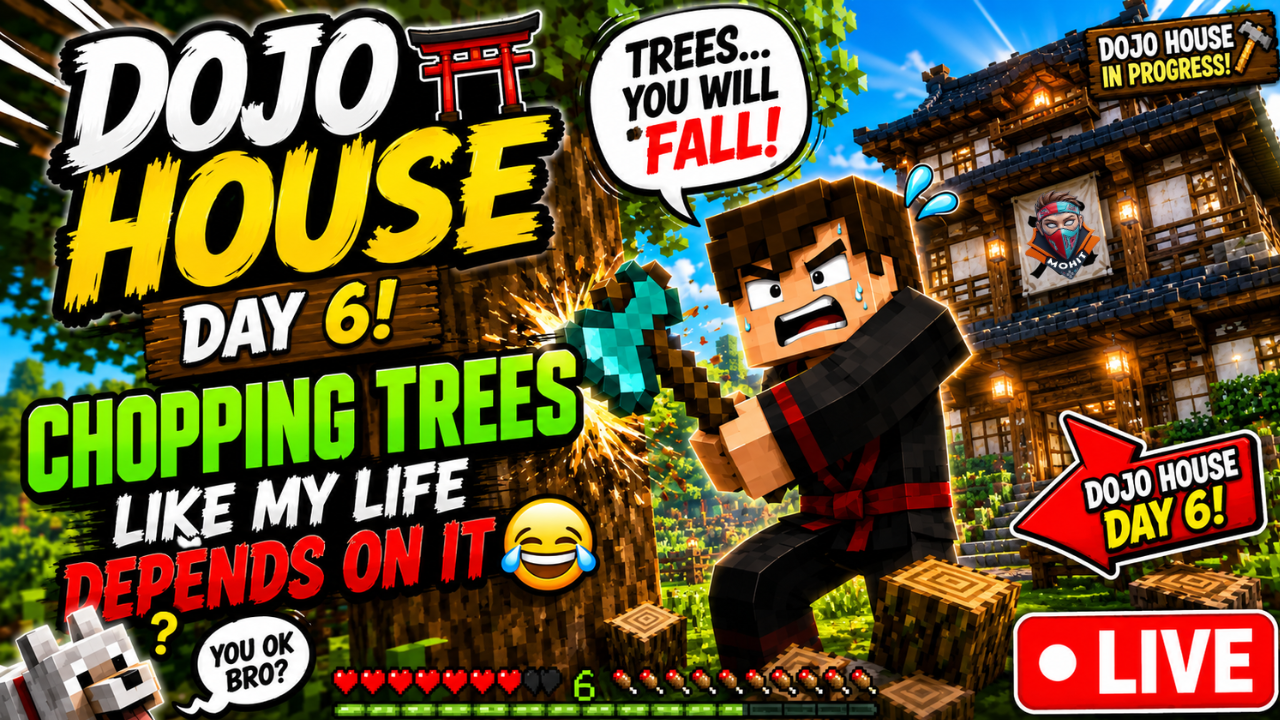 DOJO
HOUSE
DAY 6!
CHOPPING TREES
LIKE MY LIFE
DEPENDS ON IT
YOU OK
BRO?
?
TREES...
YOU WILL
FALL!
DOJO HOUSE
IN PROGRESS!
MOHIT
DOJO HOUSE
DAY 6!
6
LIVE